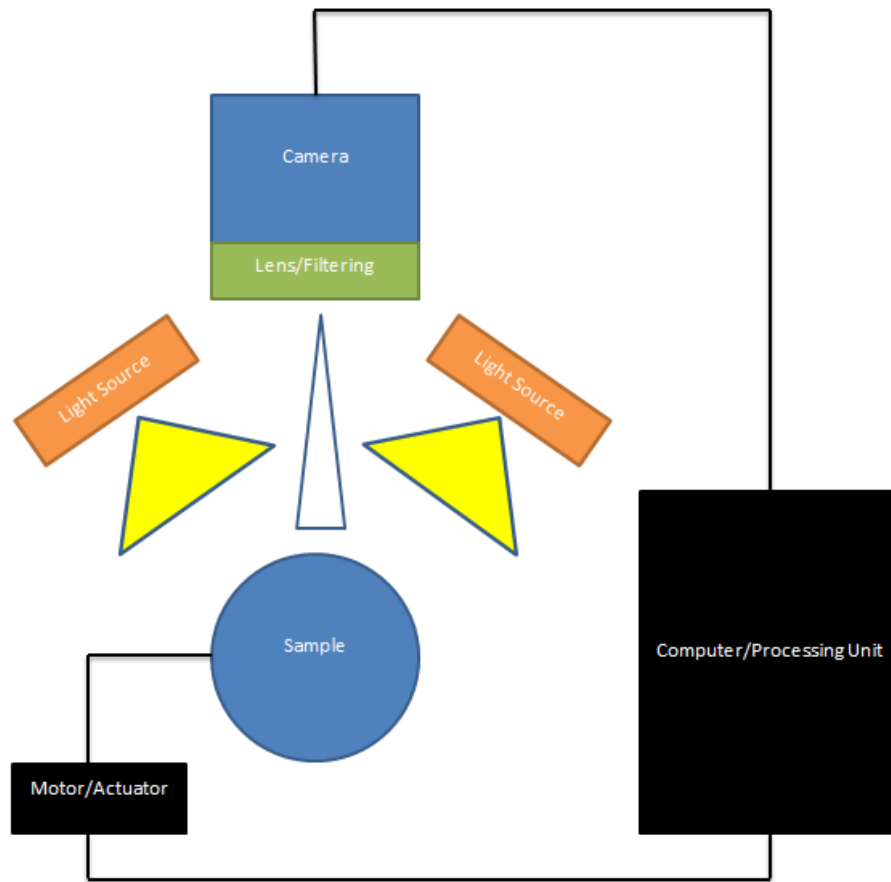 Camera
Lens/Filtering
Light Source
Light Source
Sample
Computer/Processing Unit
Motor/Actuator